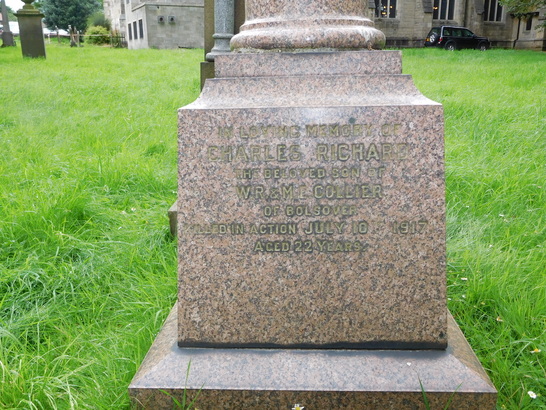 IN LOVING MEMORY OF
CHARLES RICHARD
THE BELOVED SON OF
W.R & M.L. COLLIER
OF BOLSOVER
KILLED IN ACTION JULY 10 1917
AGED 22 YEARS.